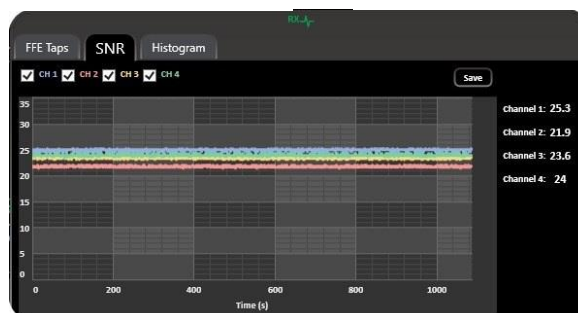 RX
FFE Taps SNR Histogram
CH 1 CH 2 CH 3 CH 4 Save
35
30
25
20
15
10
5
0
0 200 400 600 800 1000
Time (s)
Channel 1: 25.3
Channel 2: 21.9
Channel 3: 23.6
Channel 4: 24